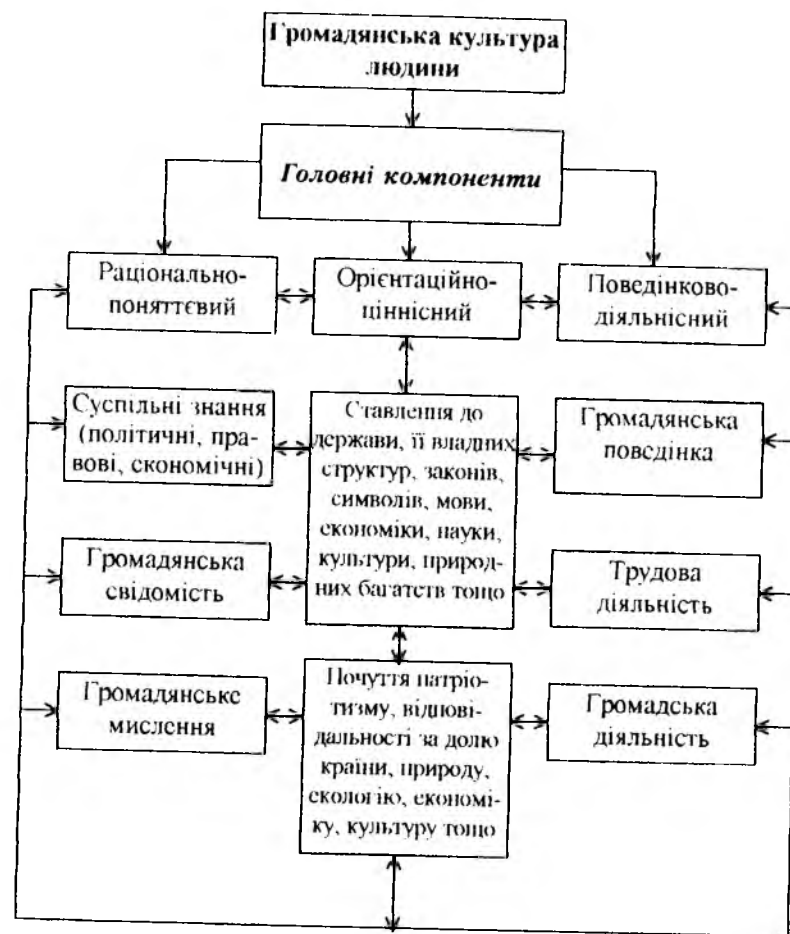 Громадянська культура
людини
Головні компоненти
Раціонально-
поняттєвий
Орієнтаційно-
ціннісний
Поведінково-
діяльнісний
Суспільні знання
(політичні, пра-
вові, економічні)
Ставлення до
держави, її владних
структур, законів,
символів, мови,
економіки, науки,
культури, природ-
них багатств тощо
Громадянська
поведінка
Громадянська
свідомість
Трудова
діяльність
Громадянське
мислення
Почуття патріо-
тизму, відпові-
дальності за долю
країни, природу,
екологію, економі-
ку, культуру тощо
Громадська
діяльність